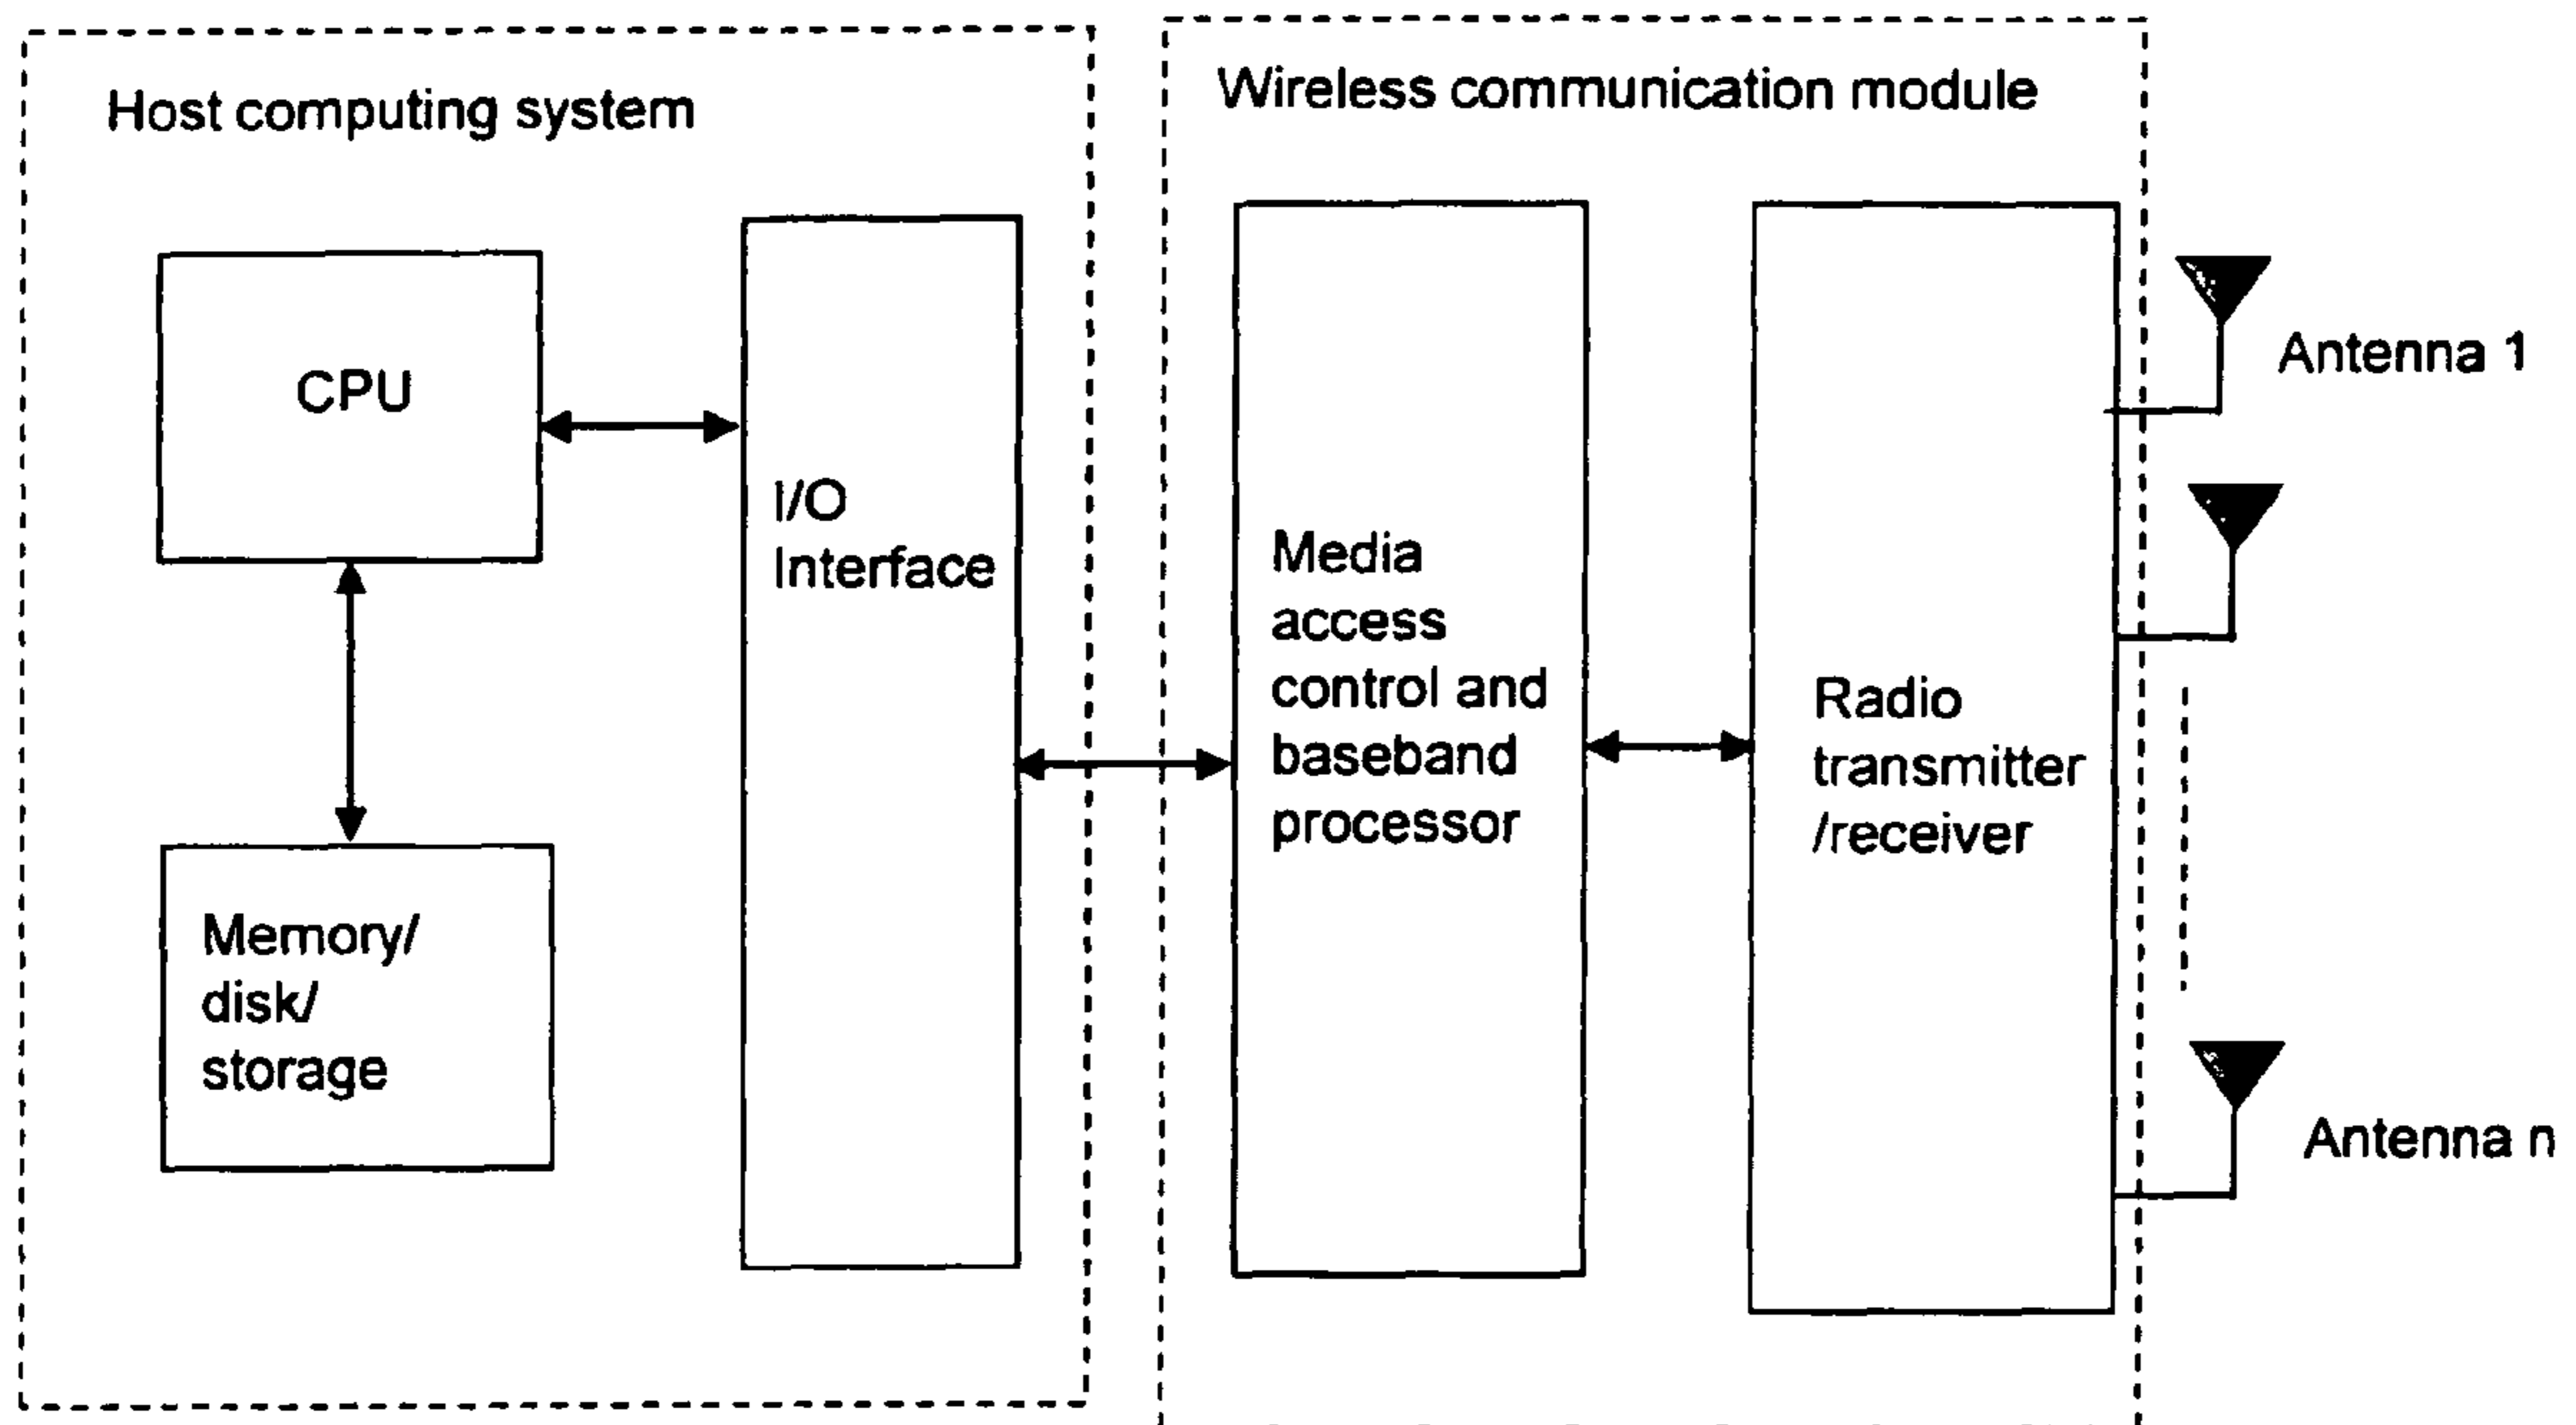 Host computing system
CPU
I/O
Interface
Memory/
disk/
storage
Wireless communication module
Media
access
control and
baseband
processor
Radio
transmitter
/receiver
Antenna 1
Antenna n